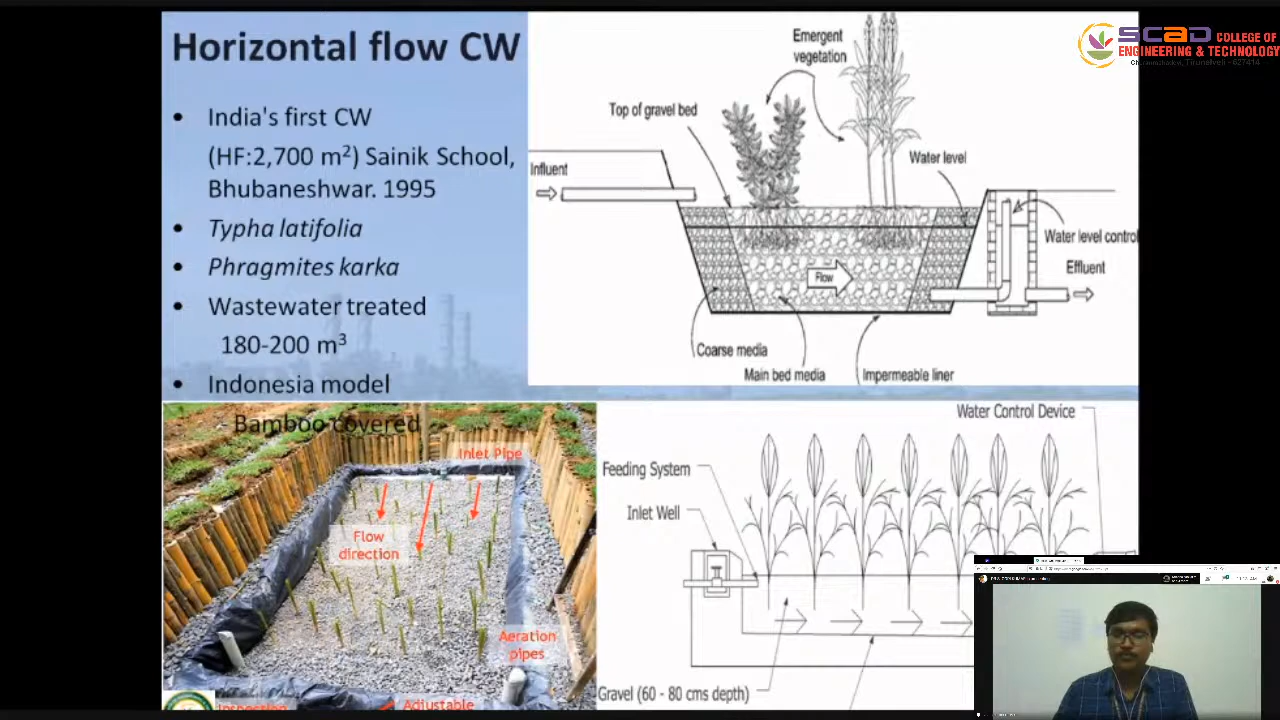 Horizontal flow CW
• India's first CW
(HF:2,700 m²) Sainik School,
Bhubaneshwar. 1995
• Typha latifolia
• Phragmites karka
• Wastewater treated
180-200 m³
• Indonesia model
Bamboo covered
Emergent
vegetation
Top of gravel bed
Water level
Influent
Water level control
Effluent
Flow
Coarse media
Main bed media
Impermeable liner
SCAD COLLEGE OF
ENGINEERING & TECHNOLOGY
Inlet Pipe
Flow
direction
Aeration
pipes
Inspection
Adjustable
Water Control Device
Feeding System
Inlet Well
Gravel (60 - 80 cms depth)